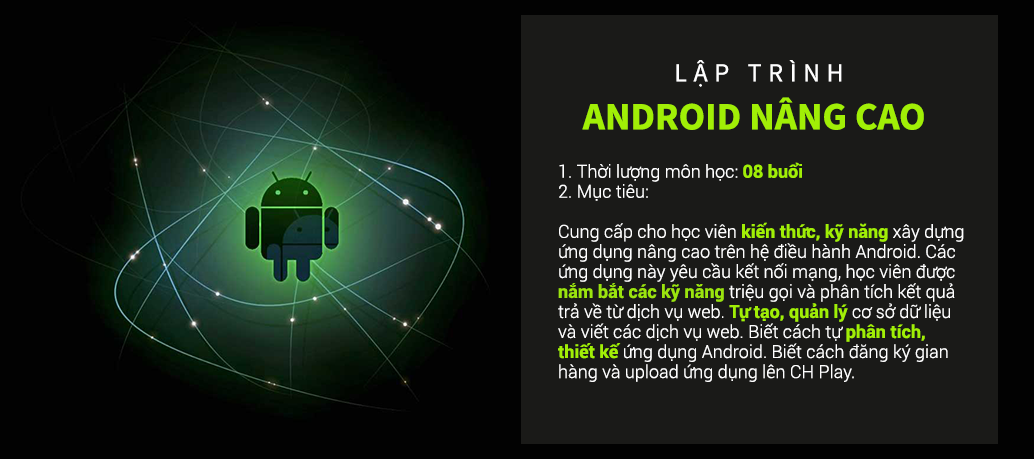 LẬP TRÌNH
ANDROID NÂNG CAO
1. Thời lượng môn học: 08 buổi
2. Mục tiêu:
Cung cấp cho học viên kiến thức, kỹ năng xây dựng
ứng dụng nâng cao trên hệ điều hành Android. Các
ứng dụng này yêu cầu kết nối mạng, học viên được
nắm bắt các kỹ năng triệu gọi và phân tích kết quả
trả về từ dịch vụ web. Tự tạo, quản lý cơ sở dữ liệu
và viết các dịch vụ web. Biết cách tự phân tích,
thiết kế ứng dụng Android. Biết cách đăng ký gian
hàng và upload ứng dụng lên CH Play.